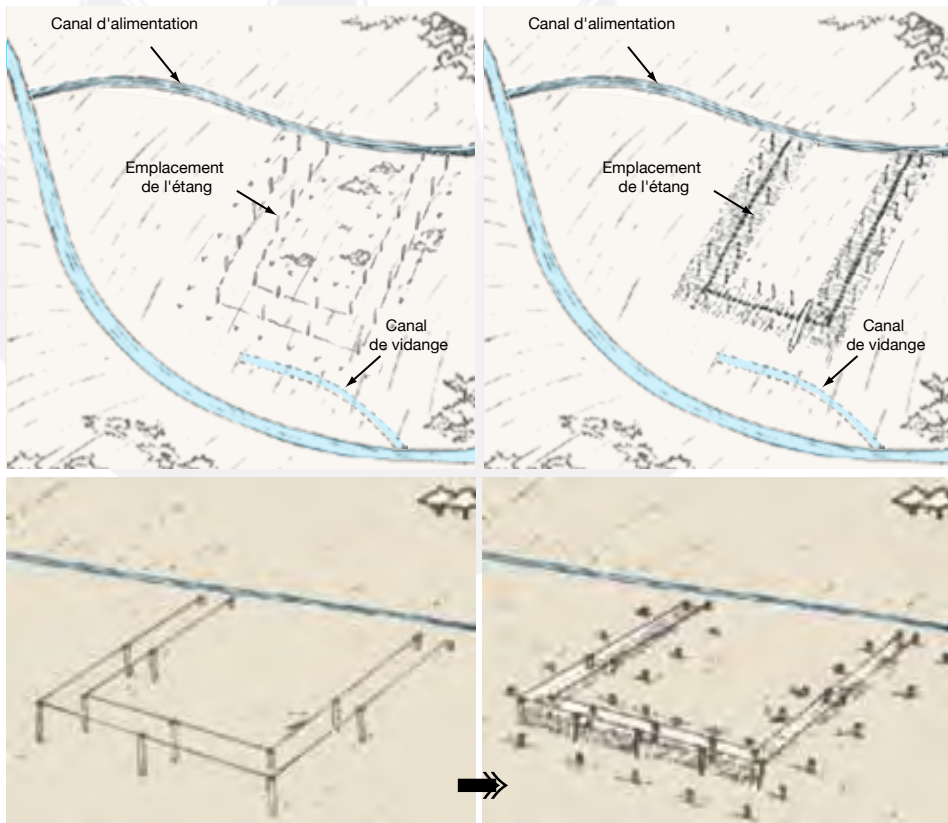 Canal d'alimentation
Emplacement
de l'étang
Canal
de vidange
Canal d'alimentation
Emplacement
de l'étang
Canal
de vidange